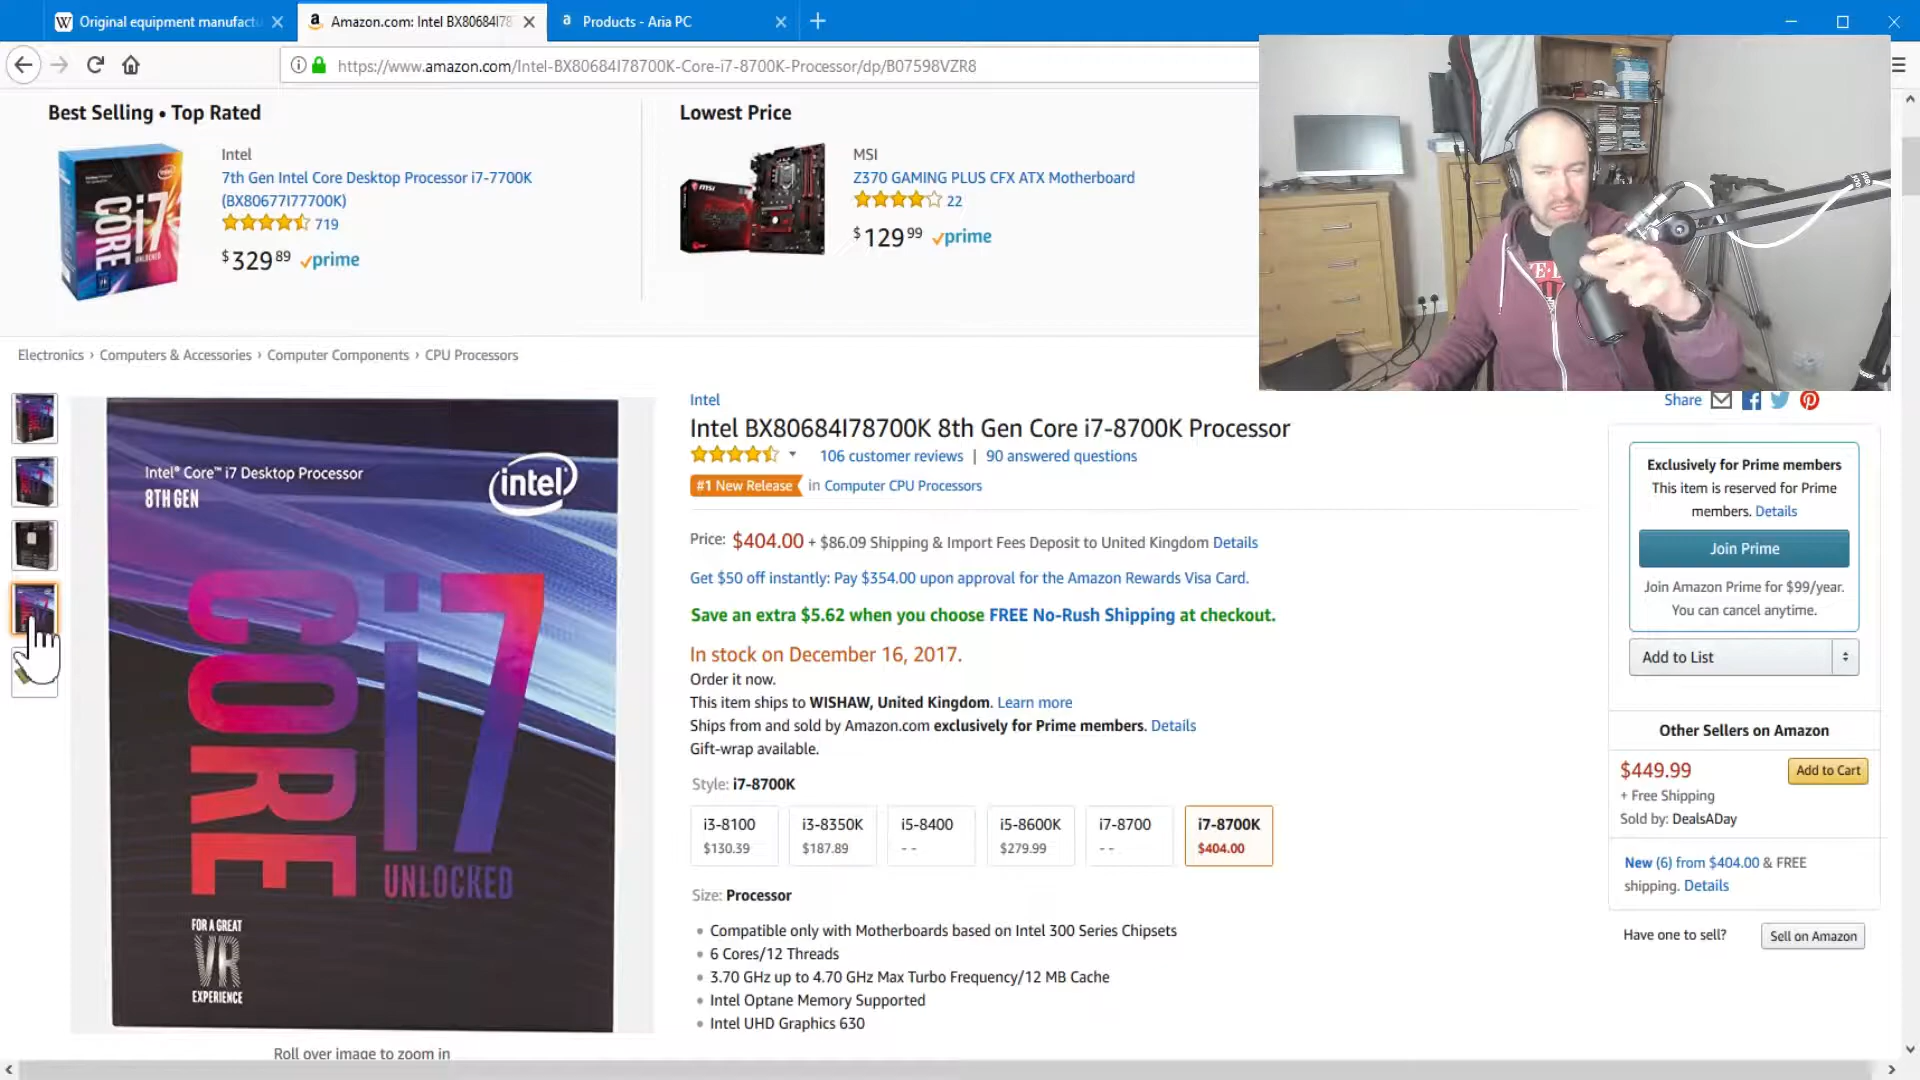 Original equipment manufactu
Amazon.com: Intel BX80684I78
Products - Aria PC
https://www.amazon.com/Intel-BX80684I78700K-Core-i7-8700K-Processor/dp/B07598VZR8
Best Selling • Top Rated
Intel
7th Gen Intel Core Desktop Processor i7-7700K
(BX80677I77700K)
719
$329 89 prime
CORE i7
Lowest Price
MSI
Z370 GAMING PLUS CFX ATX Motherboard
22
$129 99 prime
Electronics › Computers & Accessories › Computer Components › CPU Processors
Intel® Core™ i7 Desktop Processor
8TH GEN
intel
CORE i7
UNLOCKED
FOR A GREAT
VR
EXPERIENCE
Roll over image to zoom in
Intel
Intel BX80684I78700K 8th Gen Core i7-8700K Processor
106 customer reviews | 90 answered questions
#1 New Release in Computer CPU Processors
Price: $404.00 + $86.09 Shipping & Import Fees Deposit to United Kingdom Details
Get $50 off instantly: Pay $354.00 upon approval for the Amazon Rewards Visa Card.
Save an extra $5.62 when you choose FREE No-Rush Shipping at checkout.
In stock on December 16, 2017.
Order it now.
This item ships to WISHAW, United Kingdom. Learn more
Ships from and sold by Amazon.com exclusively for Prime members. Details
Gift-wrap available.
Style: i7-8700K
i3-8100 i3-8350K i5-8400 i5-8600K i7-8700 i7-8700K
$130.39 $187.89 - - $279.99 - - $404.00
Size: Processor
• Compatible only with Motherboards based on Intel 300 Series Chipsets
• 6 Cores/12 Threads
• 3.70 GHz up to 4.70 GHz Max Turbo Frequency/12 MB Cache
• Intel Optane Memory Supported
• Intel UHD Graphics 630
Share
Exclusively for Prime members
This item is reserved for Prime
members. Details
Join Prime
Join Amazon Prime for $99/year.
You can cancel anytime.
Add to List
Other Sellers on Amazon
$449.99 Add to Cart
+ Free Shipping
Sold by: DealsADay
New (6) from $404.00 & FREE
shipping. Details
Have one to sell? Sell on Amazon